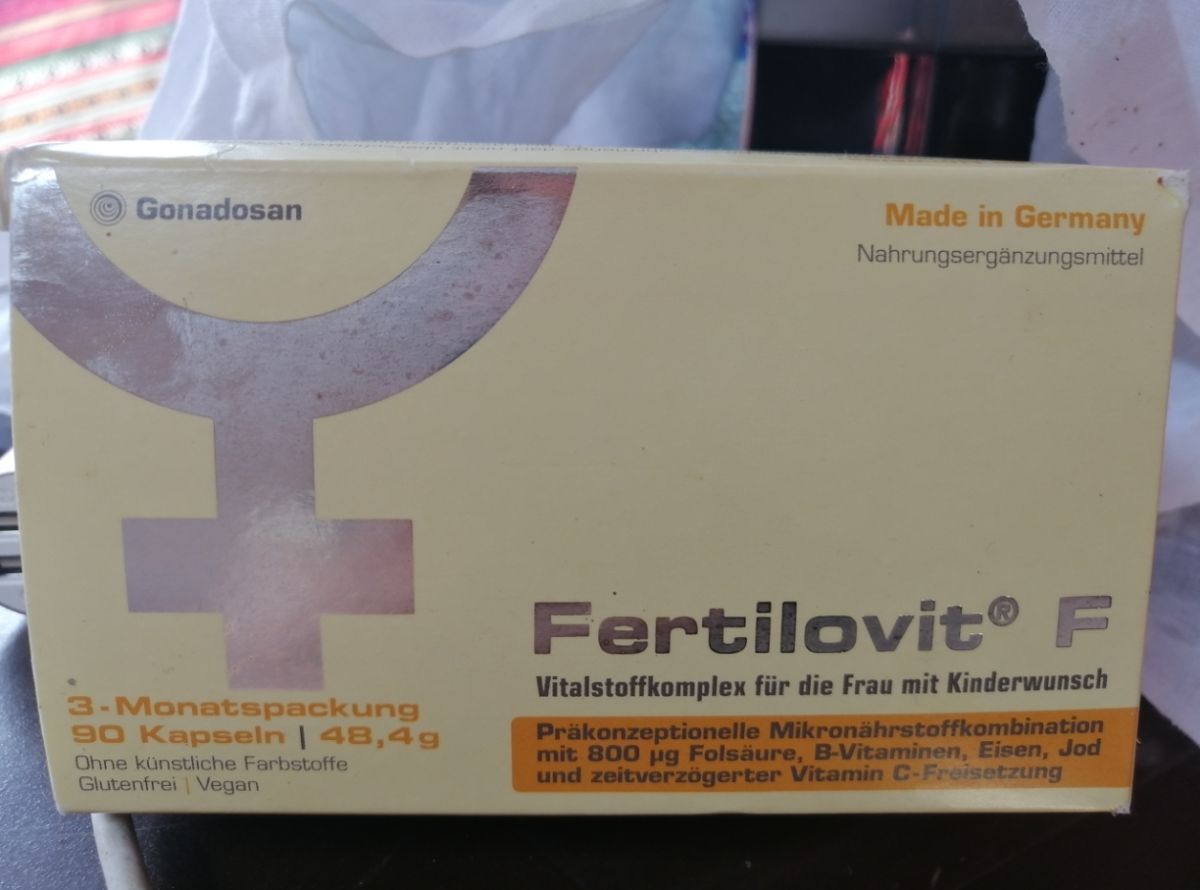 Gonadosan
Made in Germany
Nahrungsergänzungsmittel
Fertilovit® F
Vitalstoffkomplex für die Frau mit Kinderwunsch
Präkonzeptionelle Mikronährstoffkombination
mit 800 µg Folsäure, B-Vitaminen, Eisen, Jod
und zeitverzögerter Vitamin C-Freisetzung
3-Monatspackung
90 Kapseln | 48,4g
Ohne künstliche Farbstoffe
Glutenfrei | Vegan